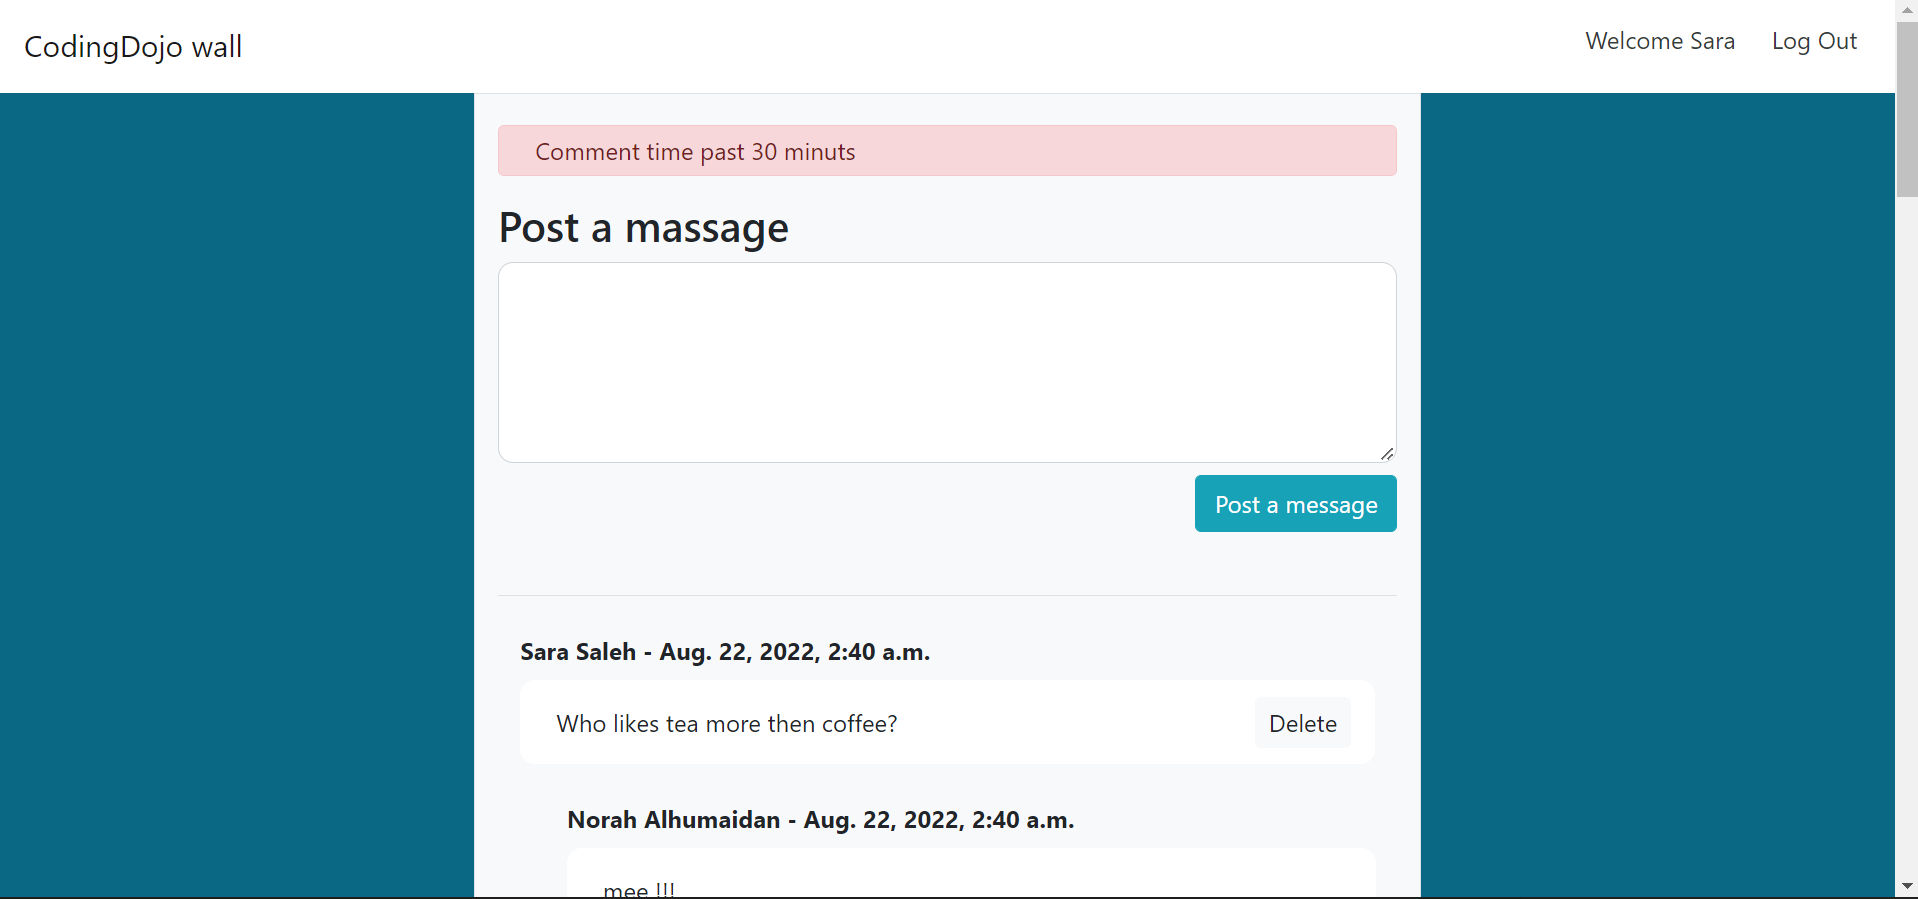 CodingDojo wall
Welcome Sara
Log Out
Comment time past 30 minuts
Post a massage
Post a message
Sara Saleh - Aug. 22, 2022, 2:40 a.m.
Who likes tea more then coffee?
Delete
Norah Alhumaidan - Aug. 22, 2022, 2:40 a.m.
mee !!!